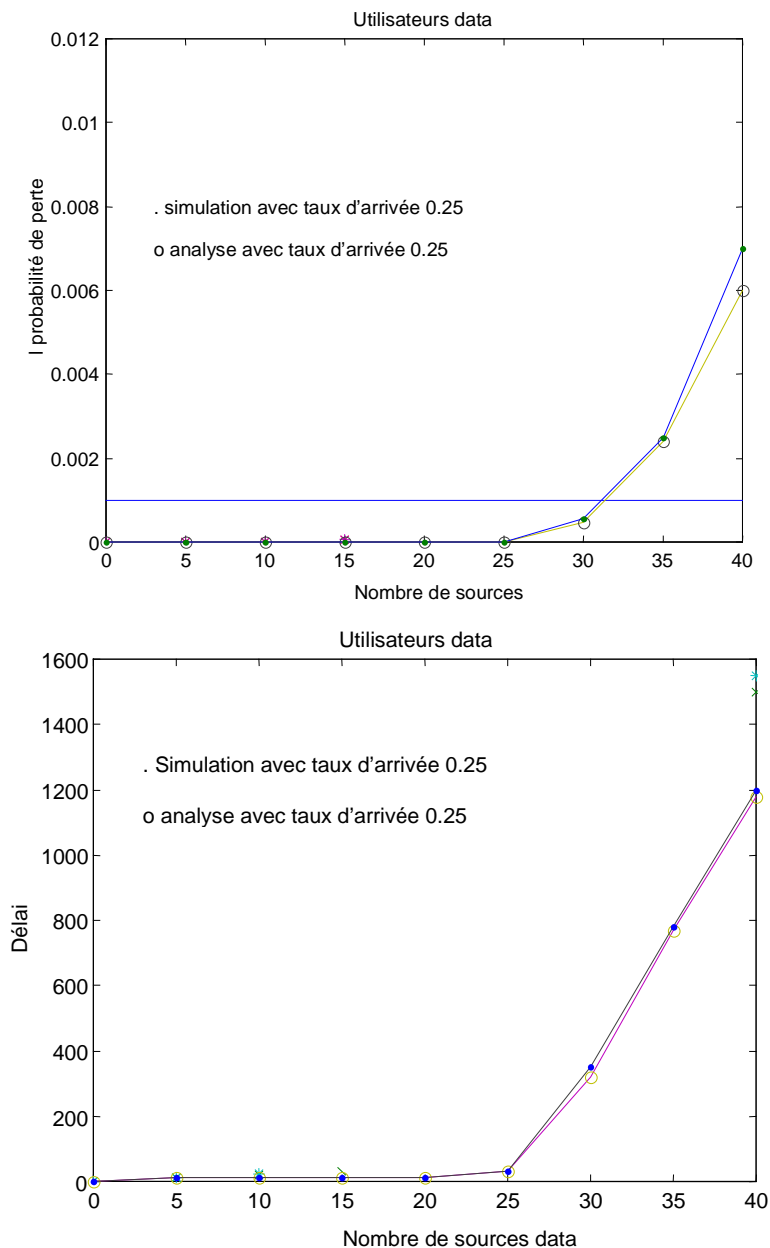 Utilisateurs data
0.012
0.01
0.008
0.006
0.004
0.002
0
l probabilité de perte
. simulation avec taux d'arrivée 0.25
o analyse avec taux d'arrivée 0.25
0 5 10 15 20 25 30 35 40
Nombre de sources
Utilisateurs data
1600
1400
1200
1000
800
600
400
200
0
Délai
. Simulation avec taux d'arrivée 0.25
o analyse avec taux d'arrivée 0.25
0 5 10 15 20 25 30 35 40
Nombre de sources data